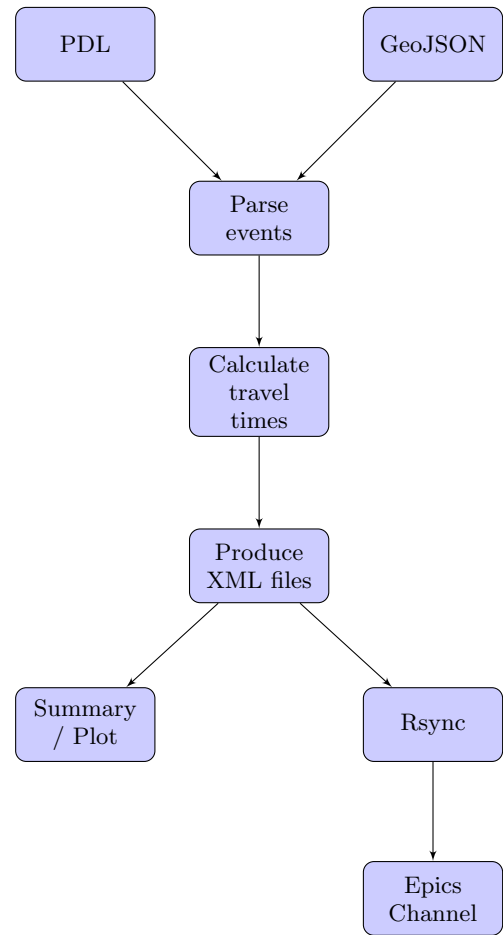 PDL
GeoJSON
Parse
events
Calculate
travel
times
Produce
XML files
Summary
/ Plot
Rsync
Epics
Channel